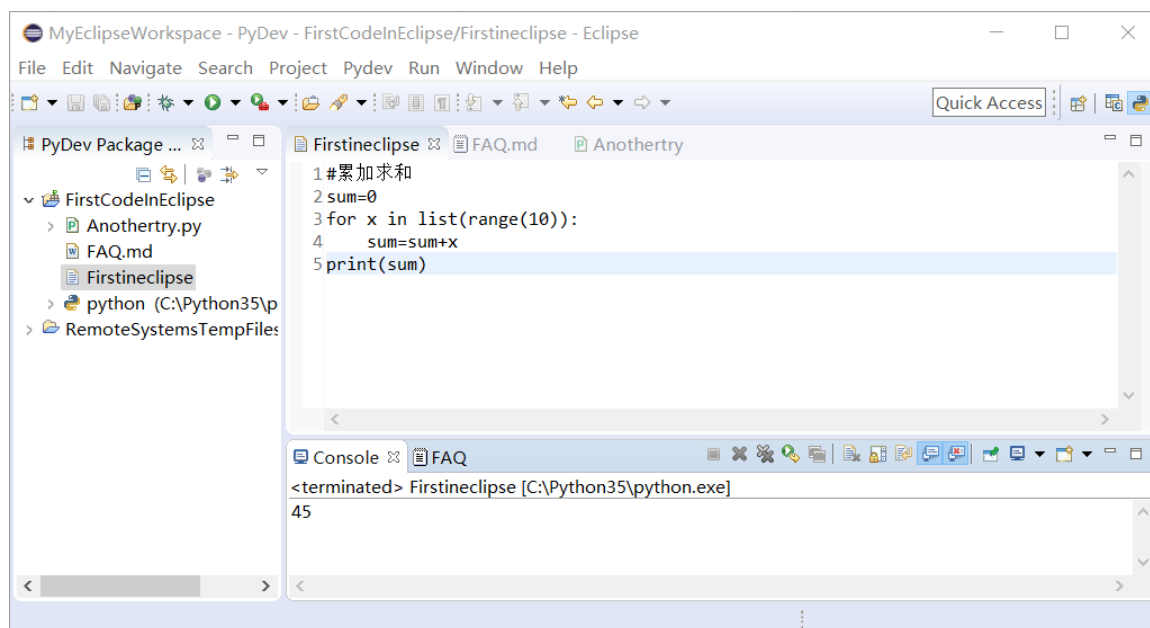 MyEclipseWorkspace - PyDev - FirstCodeInEclipse/Firstineclipse - Eclipse
File Edit Navigate Search Project Pydev Run Window Help
Quick Access
PyDev Package ...
FirstCodeInEclipse
Anothertry.py
FAQ.md
Firstineclipse
python (C:\Python35\p
RemoteSystemsTempFiles
Firstineclipse FAQ.md Anothertry
1 #累加求和
2 sum=0
3 for x in list(range(10)):
4     sum=sum+x
5 print(sum)
Console FAQ
<terminated> Firstineclipse [C:\Python35\python.exe]
45